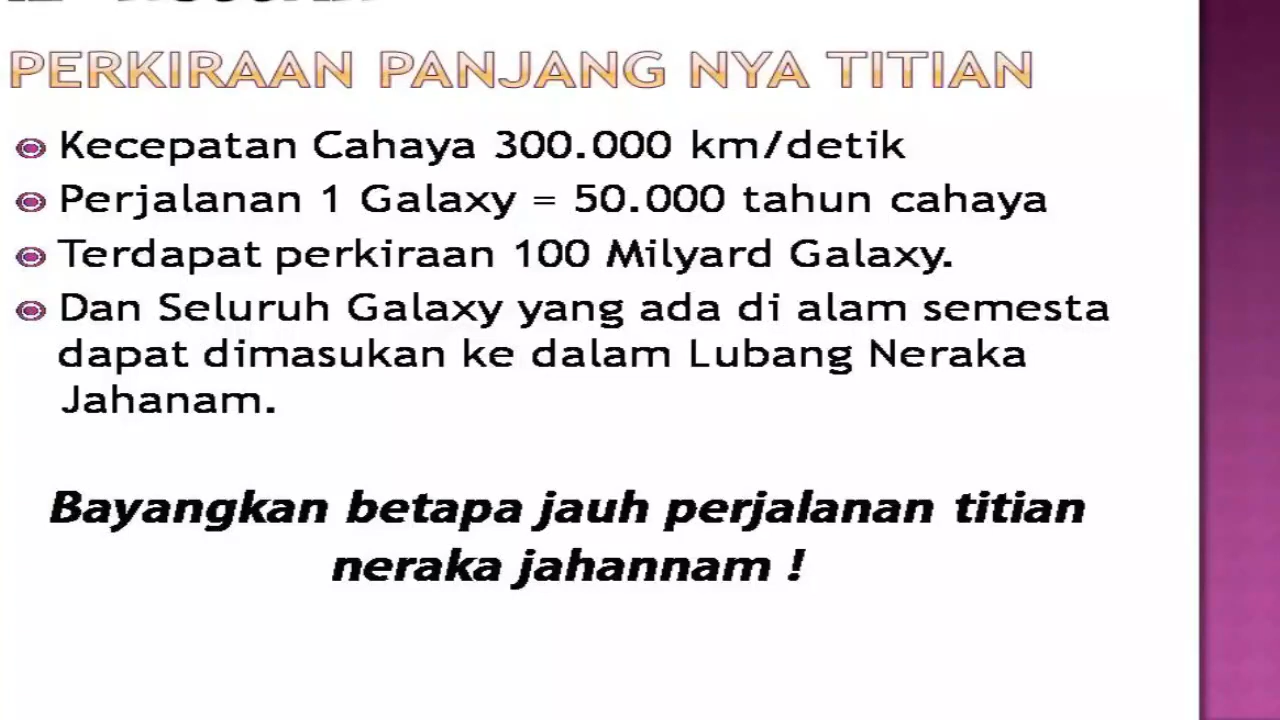 PERKIRAAN PANJANG NYA TITIAN
Kecepatan Cahaya 300.000 km/detik
Perjalanan 1 Galaxy = 50.000 tahun cahaya
Terdapat perkiraan 100 Milyard Galaxy.
Dan Seluruh Galaxy yang ada di alam semesta
dapat dimasukan ke dalam Lubang Neraka
Jahanam.
Bayangkan betapa jauh perjalanan titian
neraka jahannam !